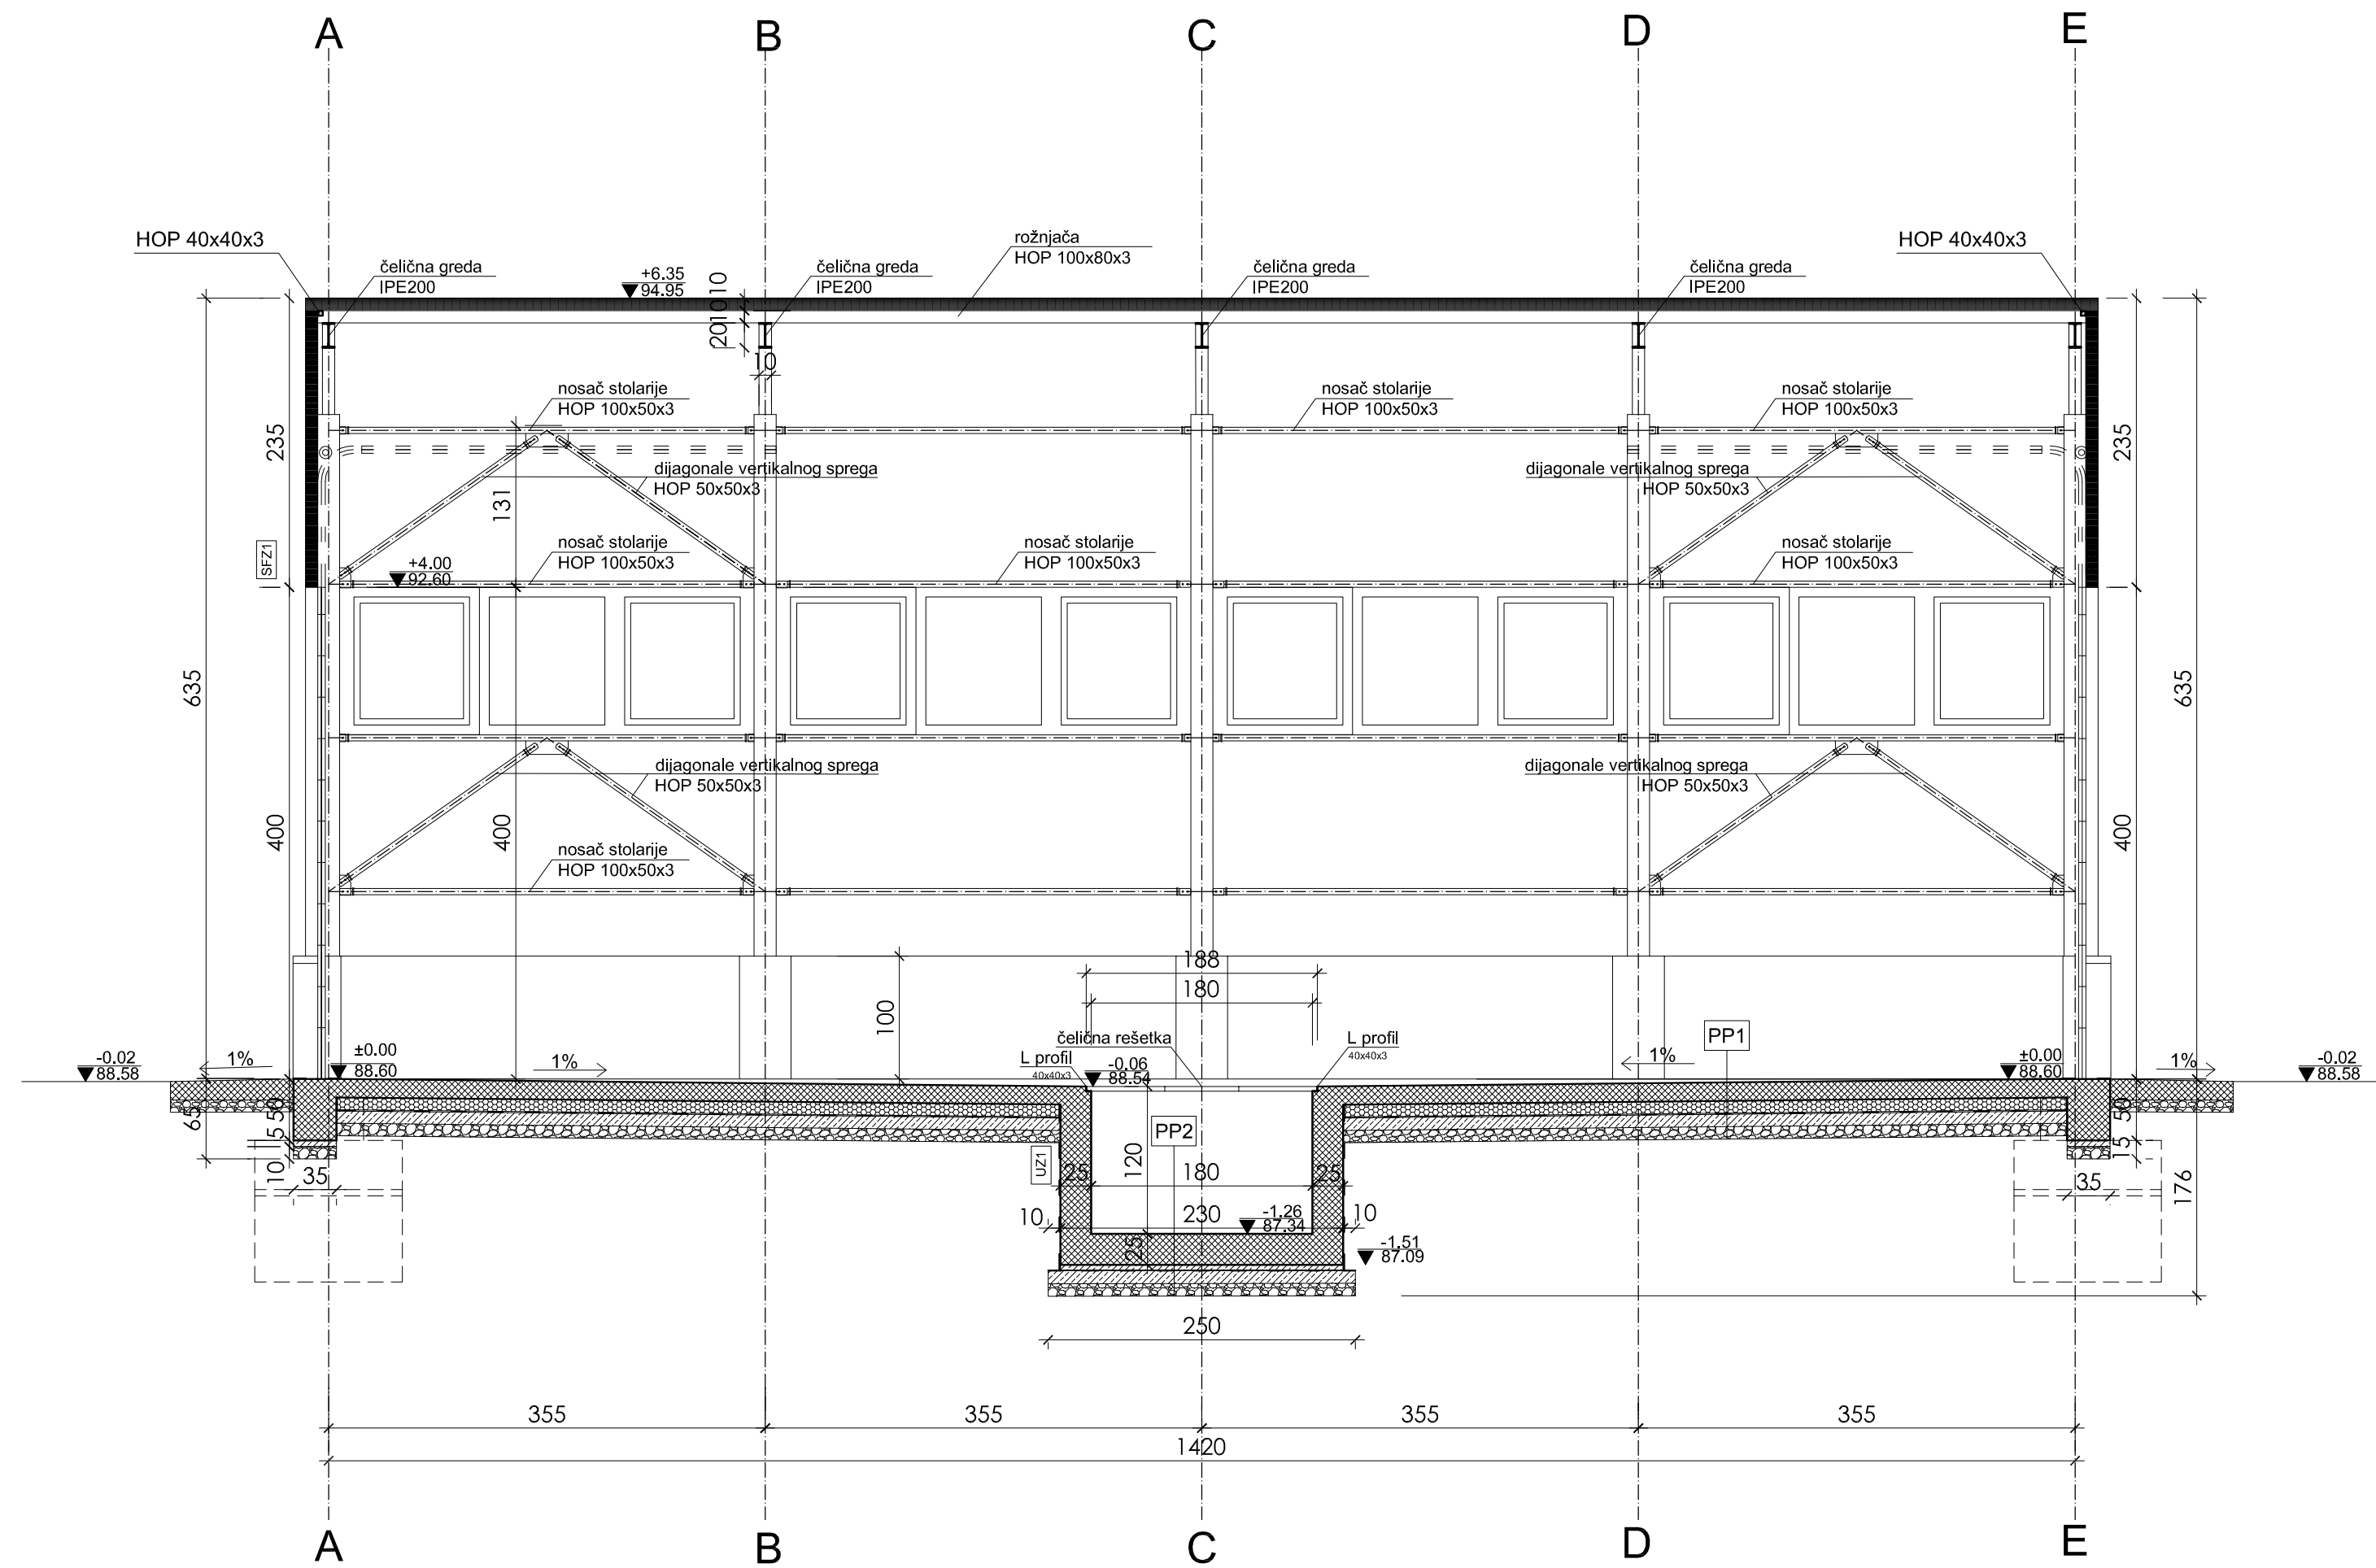 A B C D E
HOP 40x40x3
rožnjača
HOP 100x80x3
HOP 40x40x3
čelična greda
IPE200
+6.35
94.95
10
10
20
10
čelična greda
IPE200
čelična greda
IPE200
čelična greda
IPE200
nosač stolarije
HOP 100x50x3
nosač stolarije
HOP 100x50x3
nosač stolarije
HOP 100x50x3
235
235
dijagonale vertikalnog sprega
HOP 50x50x3
dijagonale vertikalnog sprega
HOP 50x50x3
131
SFZ1
+4.00
92.60
nosač stolarije
HOP 100x50x3
nosač stolarije
HOP 100x50x3
nosač stolarije
HOP 100x50x3
635
635
dijagonale vertikalnog sprega
HOP 50x50x3
dijagonale vertikalnog sprega
HOP 50x50x3
400
400
400
nosač stolarije
HOP 100x50x3
188
180
100
čelična rešetka
L profil
40x40x3
L profil
40x40x3
PP1
-0.02
88.58
1%
±0.00
88.60
1%
-0.06
88.54
1%
±0.00
88.60
1%
-0.02
88.58
65
50
15
10
35
PP2
UZ1
120
25
180
25
10
230
10
-1.26
87.34
25
-1.51
87.09
50
15
35
176
250
355
355
355
355
1420
A B C D E